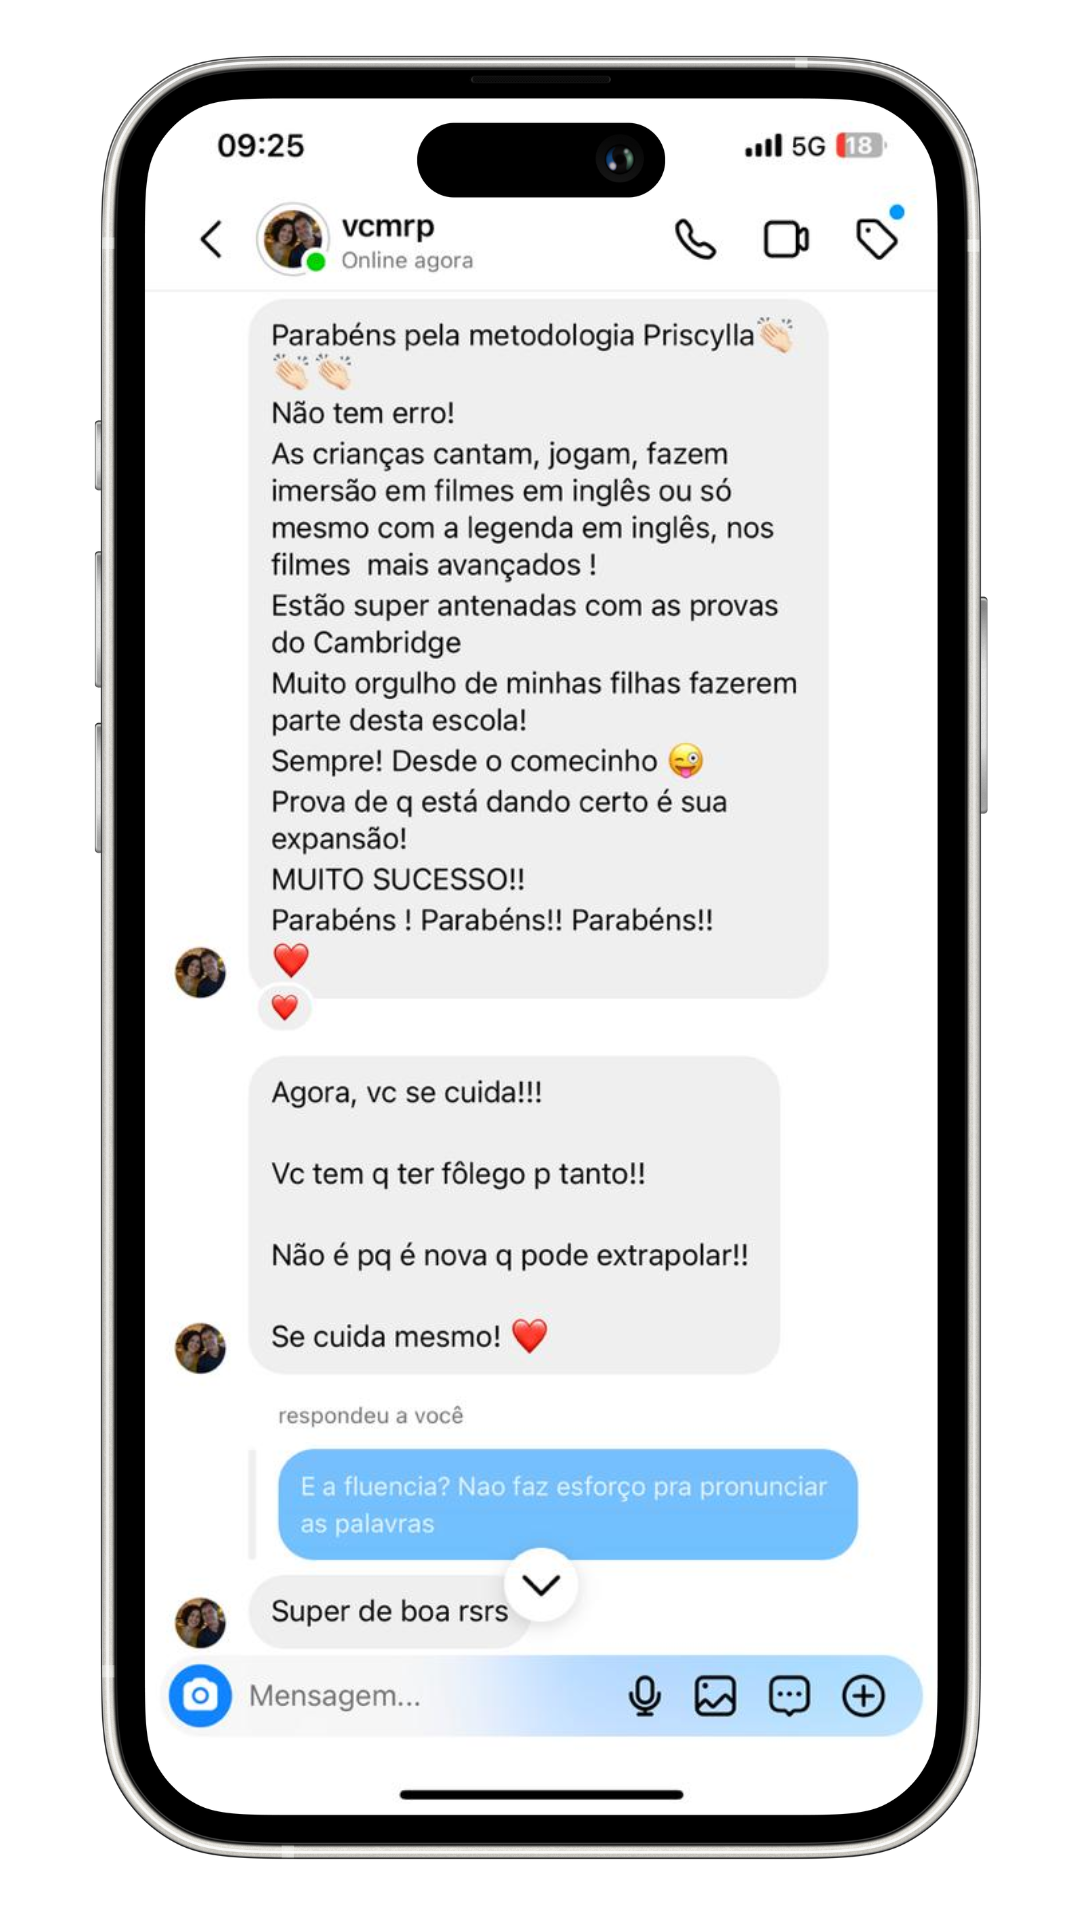 09:25
5G 18
vcmrp
Online agora
Parabéns pela metodologia Priscylla👏🏻
👏🏻👏🏻
Não tem erro!
As crianças cantam, jogam, fazem
imersão em filmes em inglês ou só
mesmo com a legenda em inglês, nos
filmes  mais avançados !
Estão super antenadas com as provas
do Cambridge
Muito orgulho de minhas filhas fazerem
parte desta escola!
Sempre! Desde o comecinho 😜
Prova de q está dando certo é sua
expansão!
MUITO SUCESSO!!
Parabéns ! Parabéns!! Parabéns!!
❤️
❤️
Agora, vc se cuida!!!
Vc tem q ter fôlego p tanto!!
Não é pq é nova q pode extrapolar!!
Se cuida mesmo! ❤️
respondeu a você
E a fluencia? Nao faz esforço pra pronunciar
as palavras
Super de boa rsrs
Mensagem...